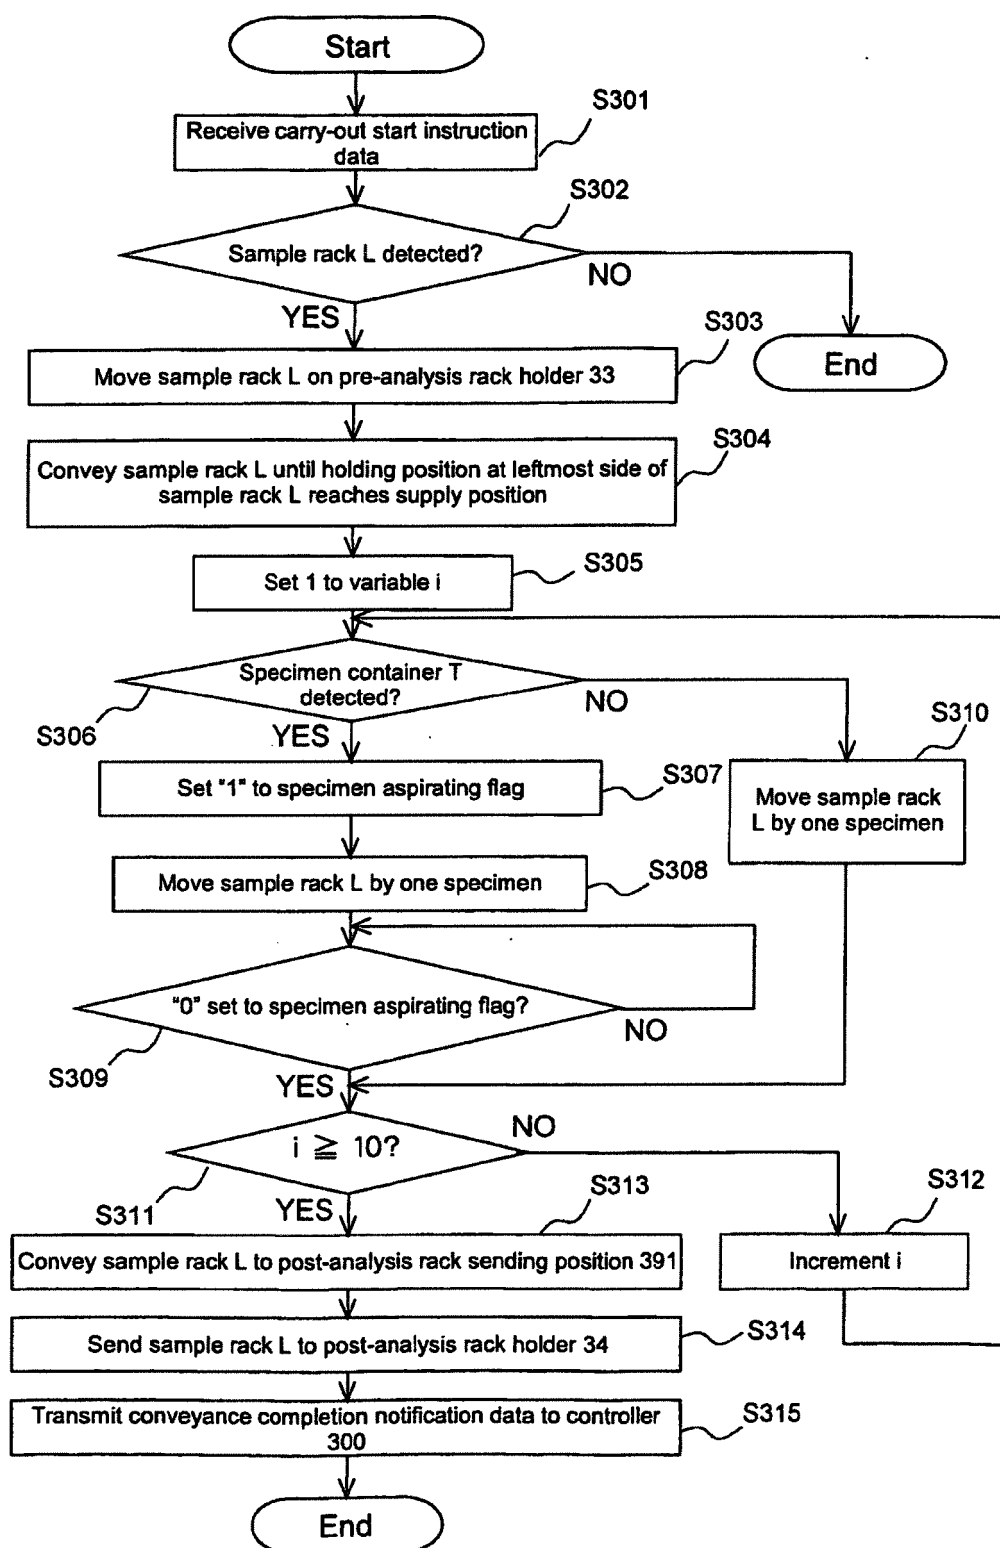 Start
S301
Receive carry-out start instruction
data
S302
Sample rack L detected?
NO
YES
S303
Move sample rack L on pre-analysis rack holder 33
End
S304
Convey sample rack L until holding position at leftmost side of
sample rack L reaches supply position
S305
Set 1 to variable i
Specimen container T
detected?
NO
S306
YES
S310
S307
Set "1" to specimen aspirating flag
Move sample rack
L by one specimen
S308
Move sample rack L by one specimen
"0" set to specimen aspirating flag?
NO
S309
YES
i ≧ 10?
NO
S311
YES
S313
S312
Convey sample rack L to post-analysis rack sending position 391
Increment i
S314
Send sample rack L to post-analysis rack holder 34
S315
Transmit conveyance completion notification data to controller
300
End